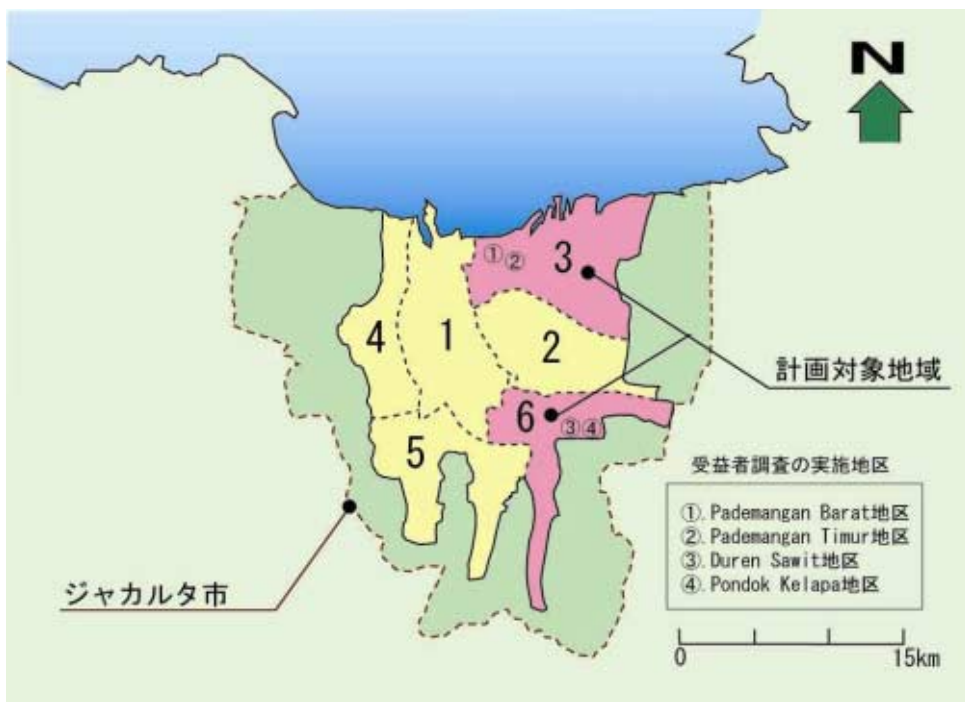 N
3
①
②
4
1
2
計画対象地域
6
③④
5
受益者調査の実施地区
①. Pademangan Barat地区
②. Pademangan Timur地区
③. Duren Sawit地区
④. Pondok Kelapa地区
ジャカルタ市
0 15km